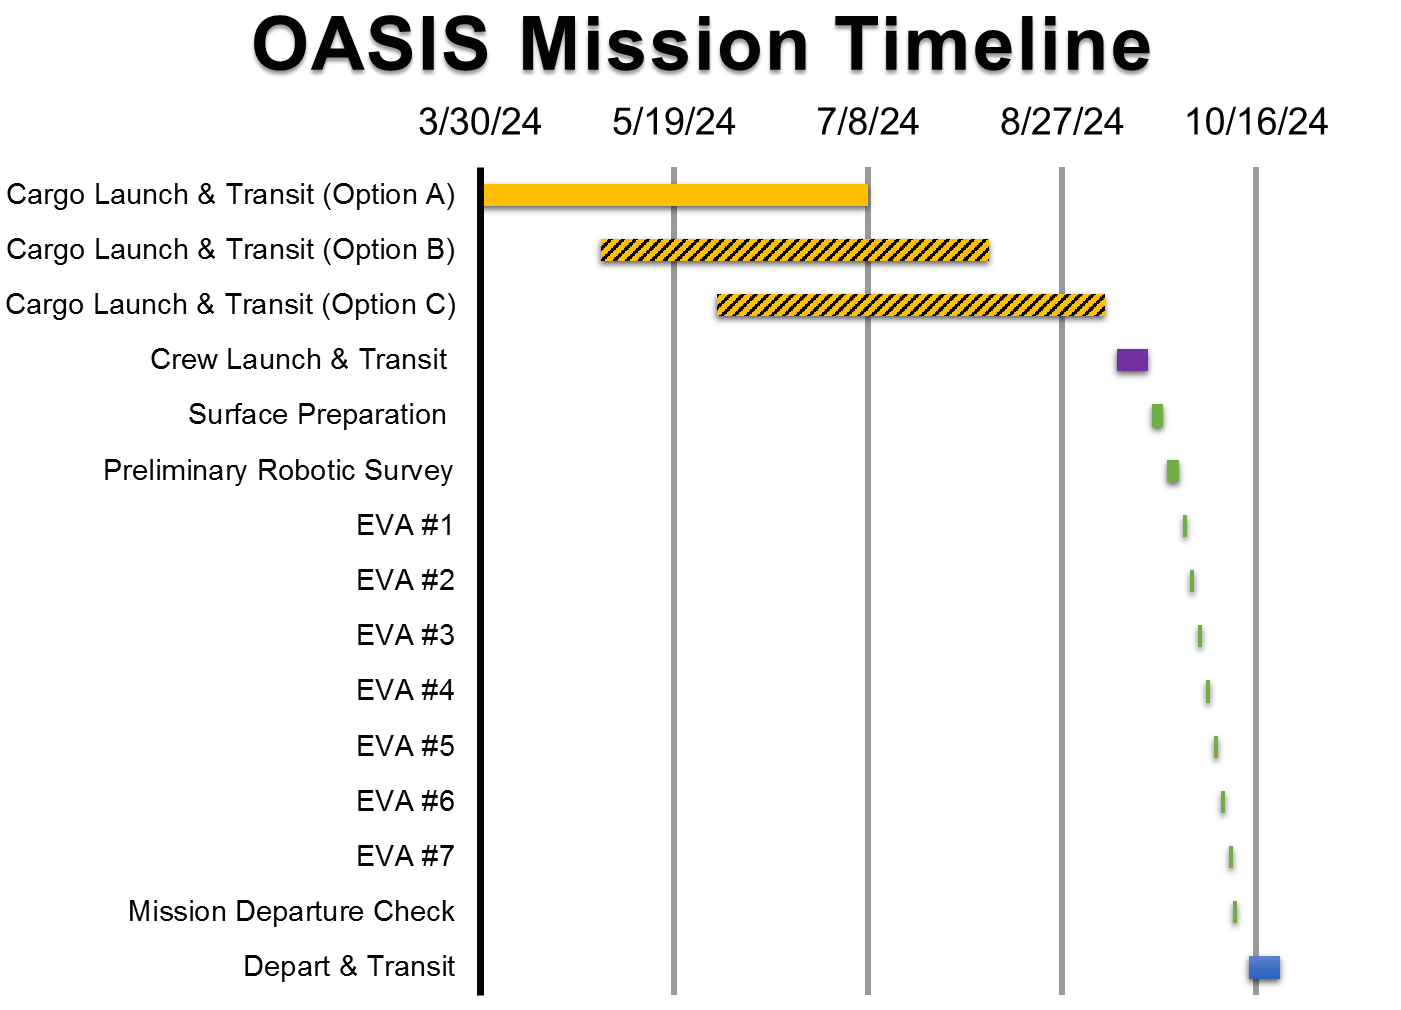 OASIS Mission Timeline
3/30/24 5/19/24 7/8/24 8/27/24 10/16/24
Cargo Launch & Transit (Option A)
Cargo Launch & Transit (Option B)
Cargo Launch & Transit (Option C)
Crew Launch & Transit
Surface Preparation
Preliminary Robotic Survey
EVA #1
EVA #2
EVA #3
EVA #4
EVA #5
EVA #6
EVA #7
Mission Departure Check
Depart & Transit